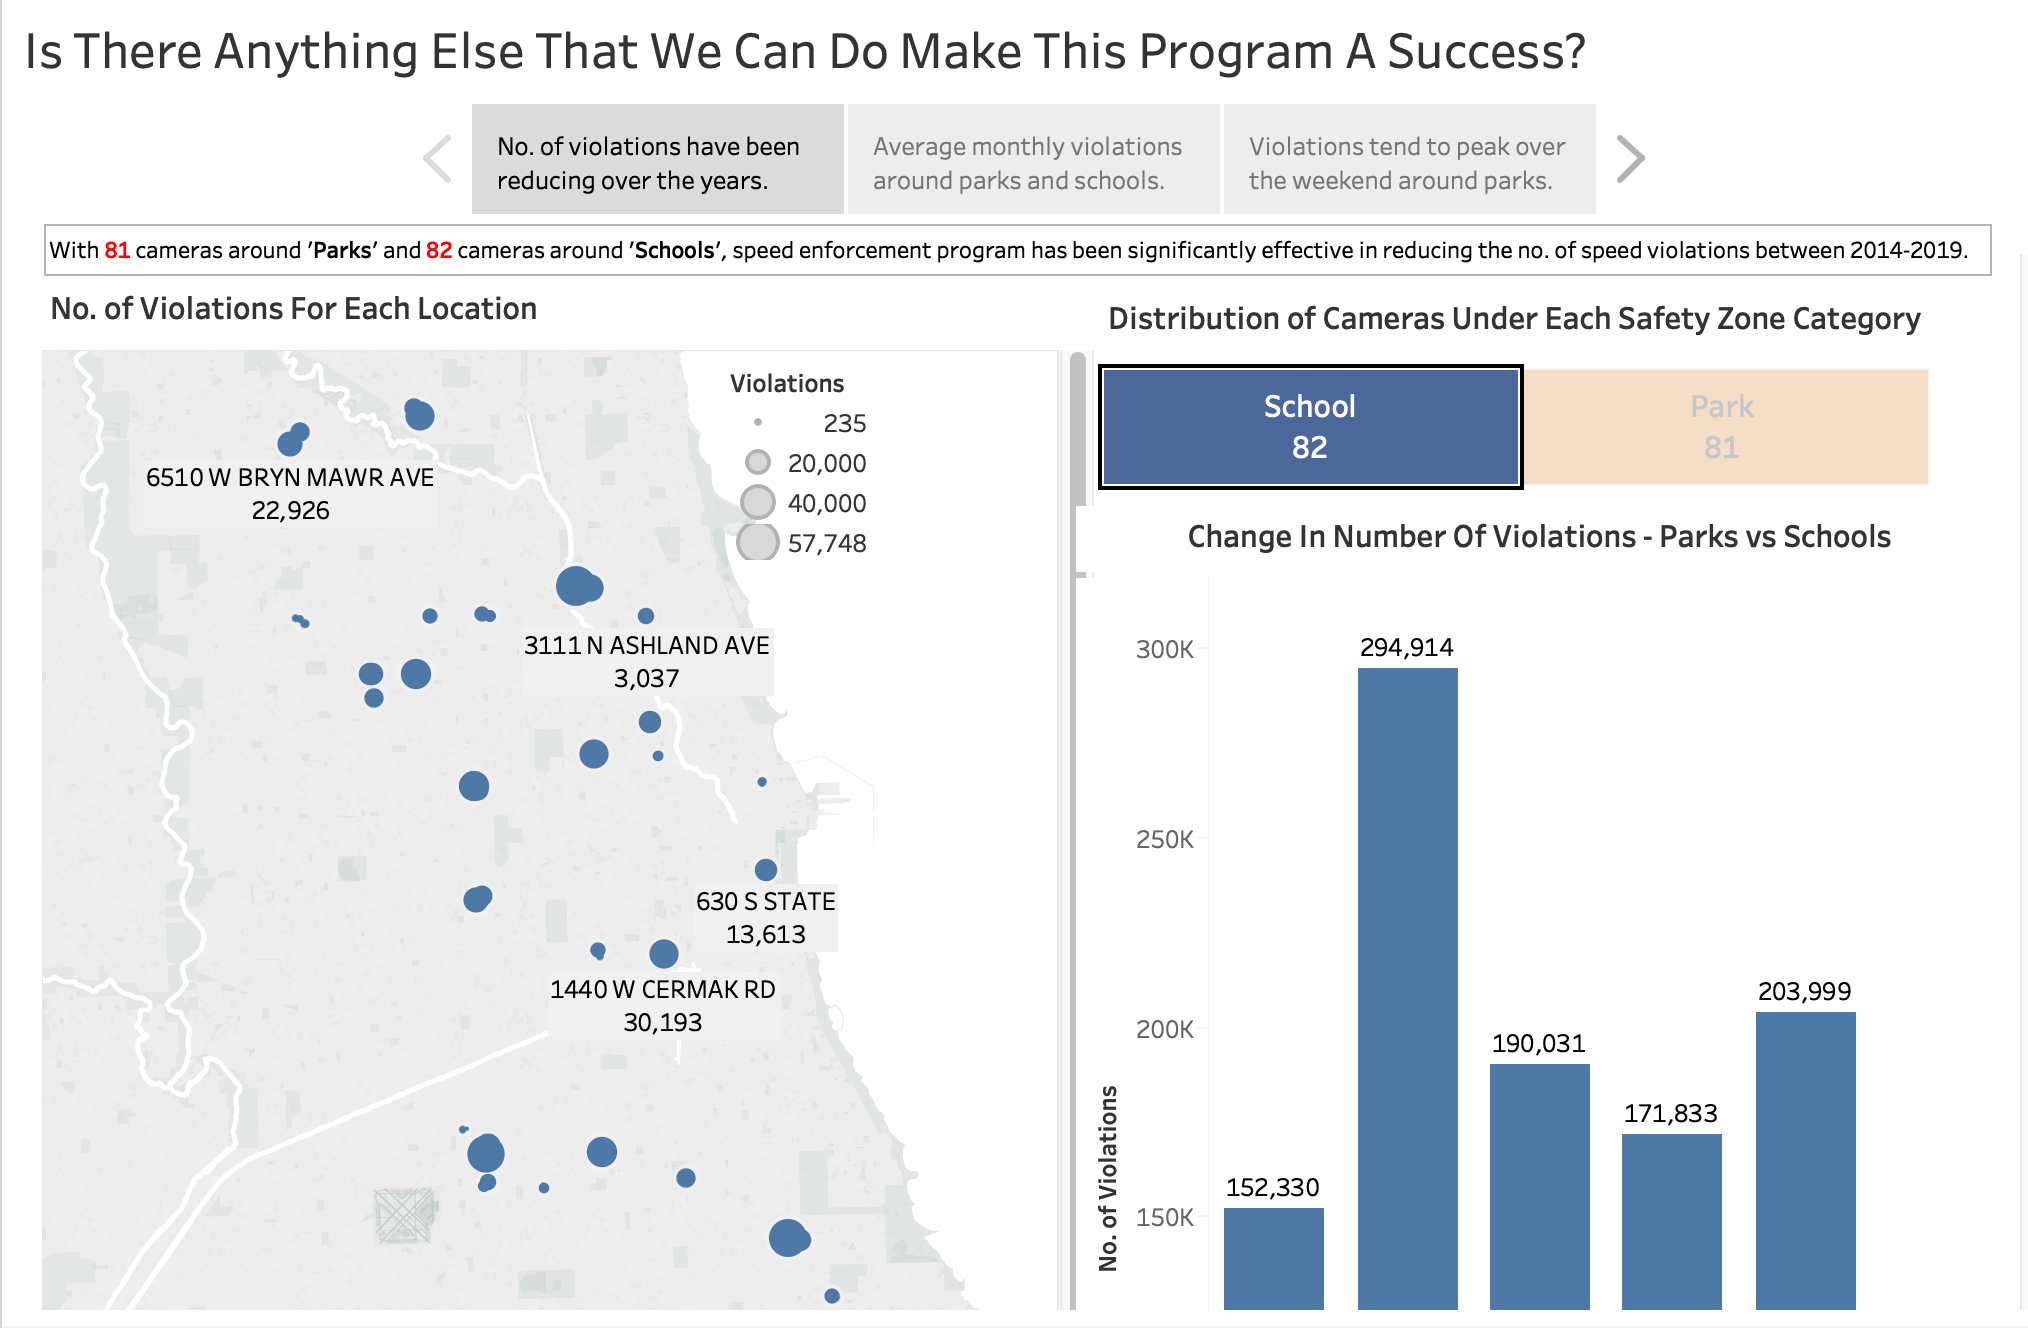 Is There Anything Else That We Can Do Make This Program A Success?
No. of violations have been
reducing over the years.
Average monthly violations
around parks and schools.
Violations tend to peak over
the weekend around parks.
With 81 cameras around 'Parks' and 82 cameras around 'Schools', speed enforcement program has been significantly effective in reducing the no. of speed violations between 2014-2019.
No. of Violations For Each Location
Violations
235
20,000
40,000
57,748
6510 W BRYN MAWR AVE
22,926
3111 N ASHLAND AVE
3,037
630 S STATE
13,613
1440 W CERMAK RD
30,193
Distribution of Cameras Under Each Safety Zone Category
School
82
Park
81
Change In Number Of Violations - Parks vs Schools
No. of Violations
300K
250K
200K
150K
152,330
294,914
190,031
171,833
203,999